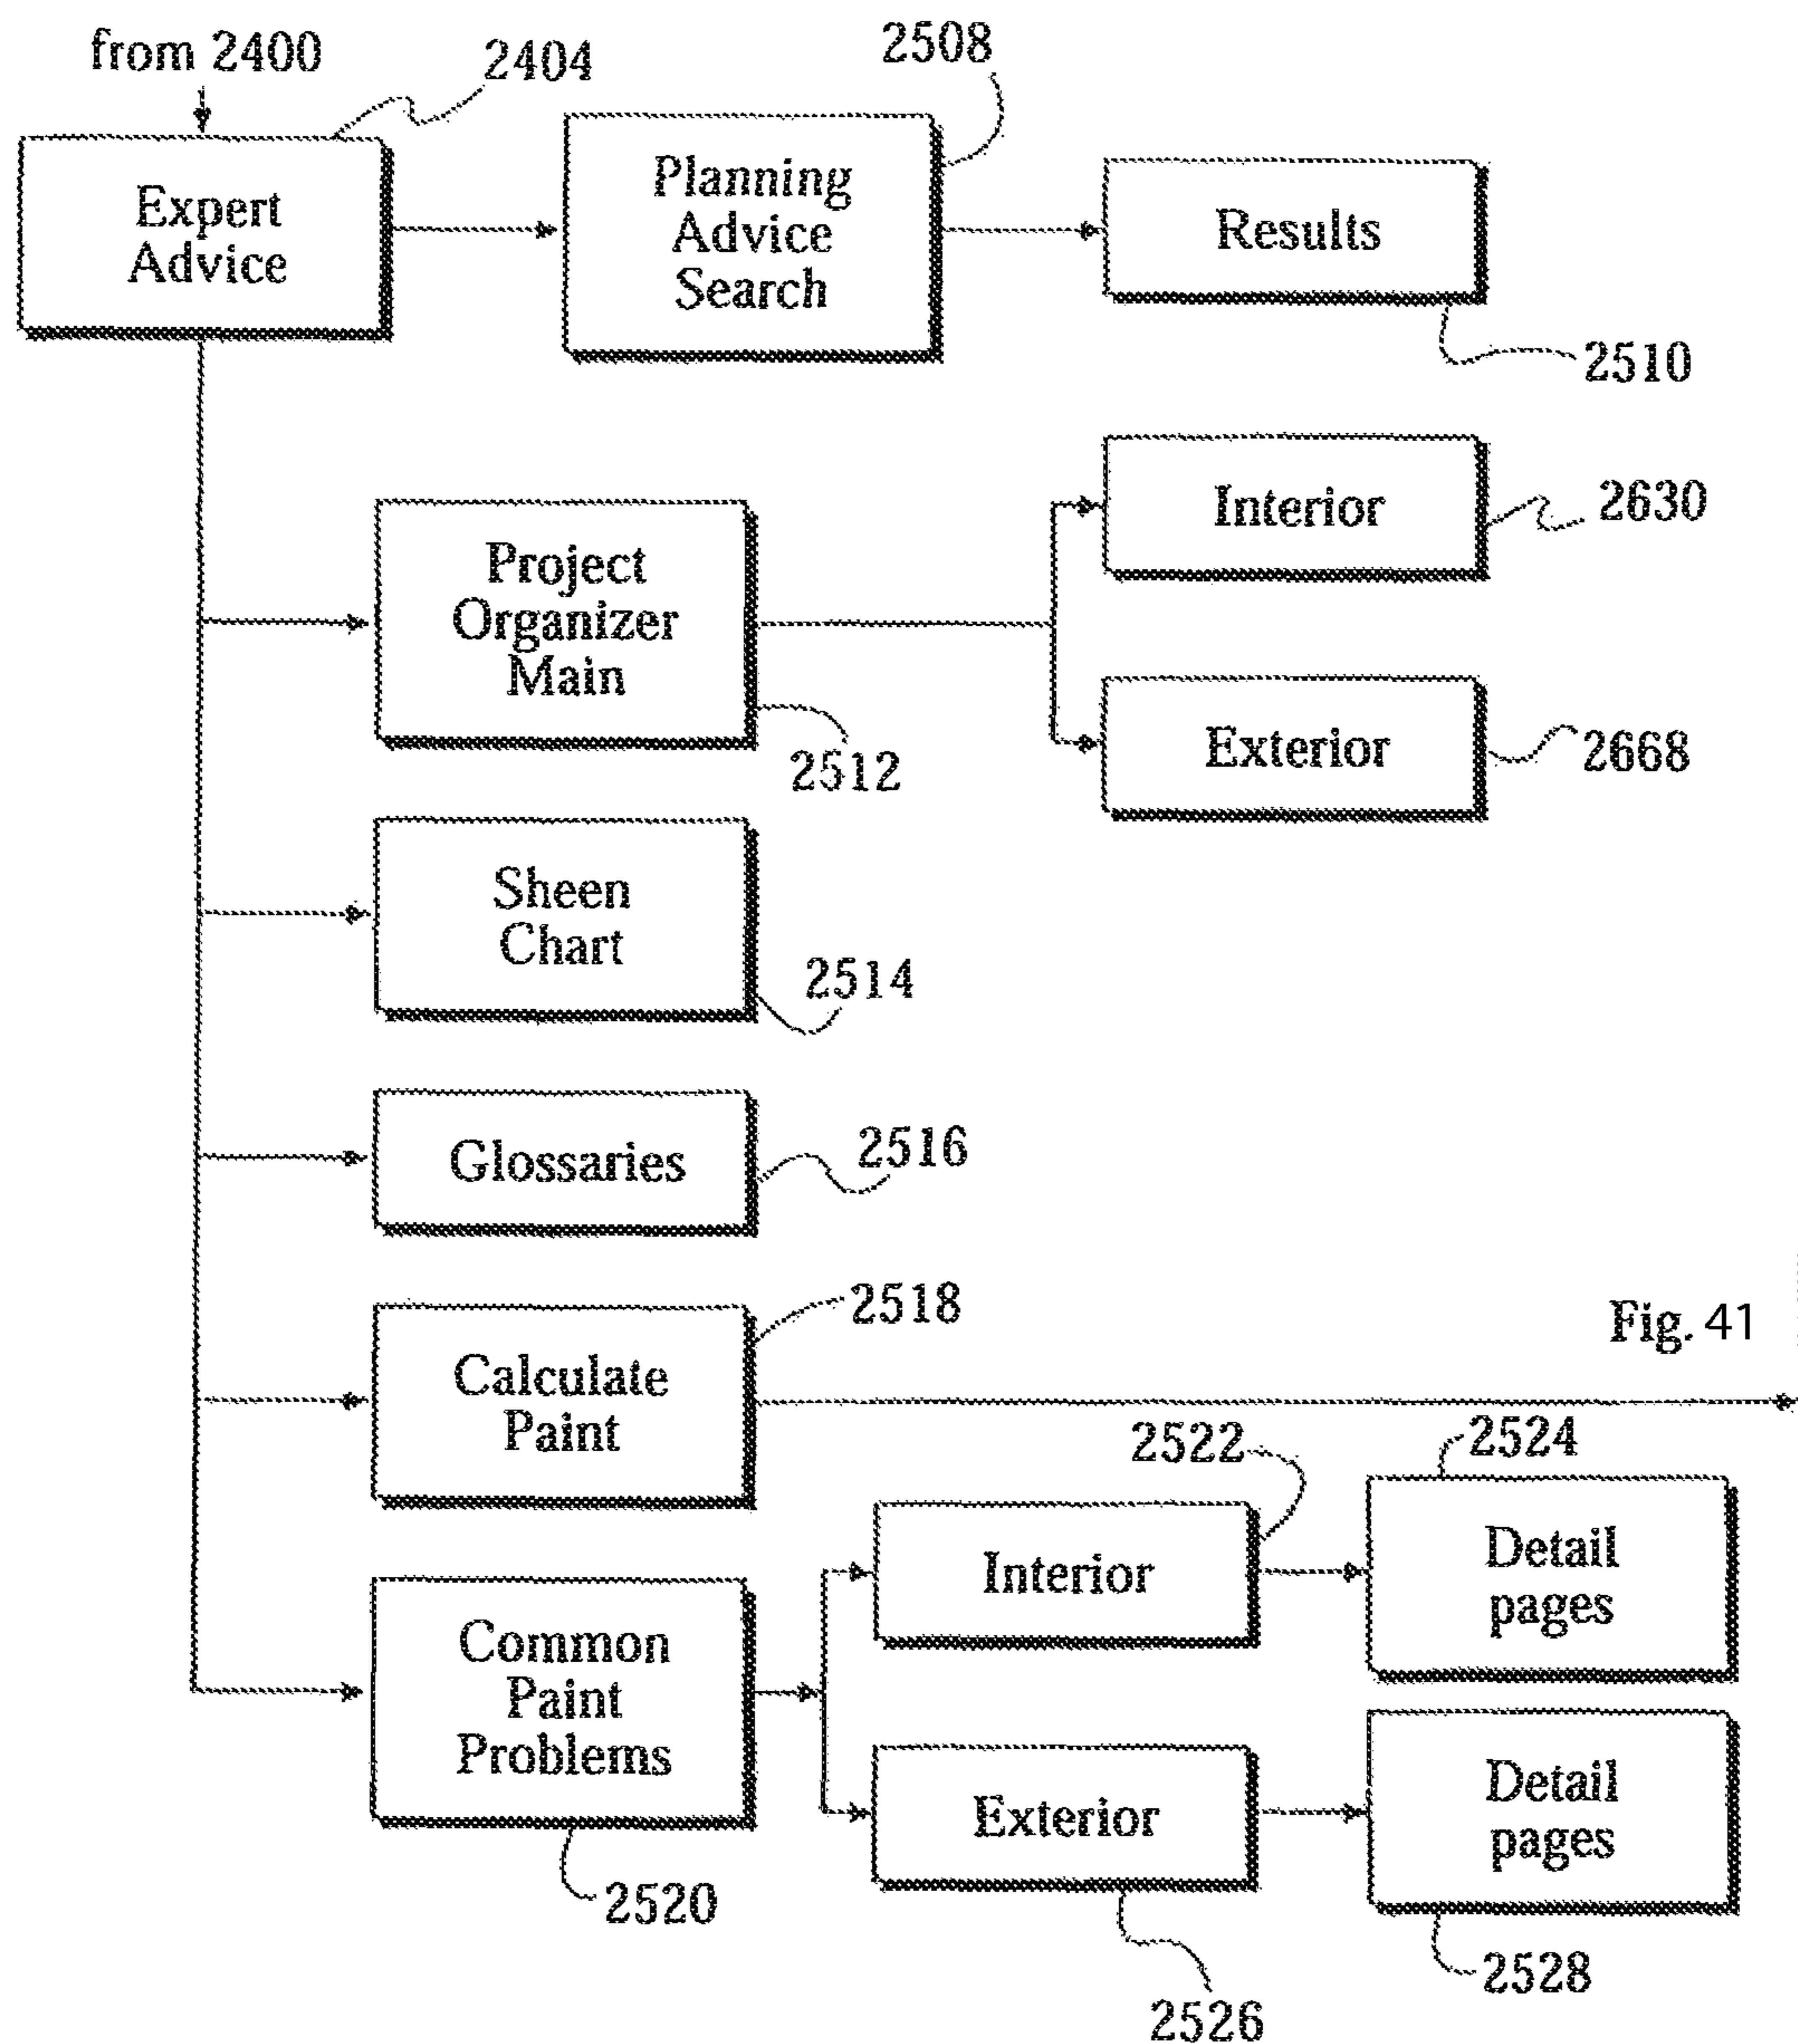 from 2400
2404
2508
Expert
Advice
Planning
Advice
Search
Results
2510
Interior
2630
Project
Organizer
Main
2512
Exterior
2668
Sheen
Chart
2514
Glossaries
2516
2518
Fig. 41
Calculate
Paint
2522
2524
Interior
Detail
pages
Common
Paint
Problems
2520
Exterior
2526
Detail
pages
2528